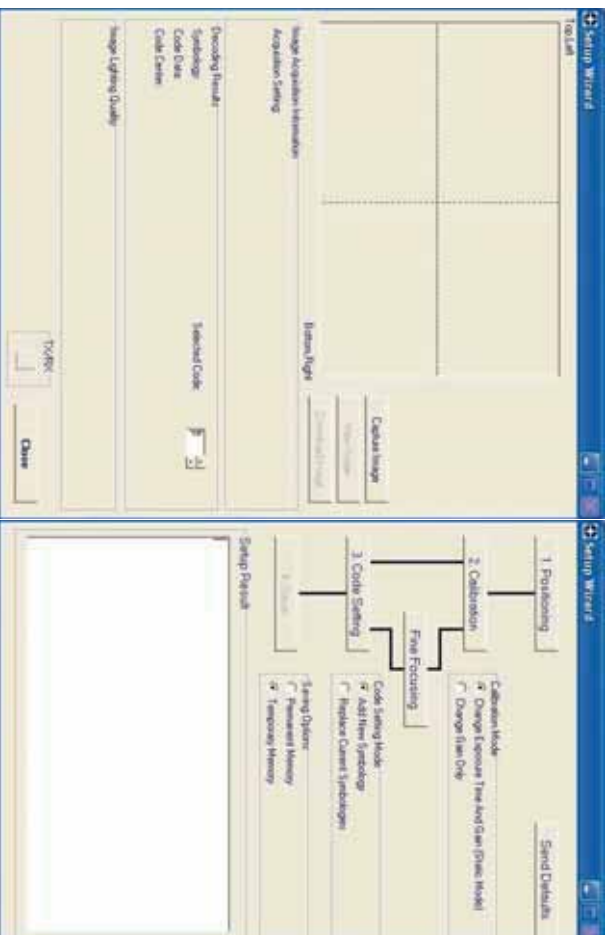 Setup Wizard
Top,Left
Bottom,Right
Capture Image
Image Acquisition Information
Acquisition Setting:
Decoding Results
Symbology:
Code Data:
Code Center:
Selected Code:
Image Lighting Quality
TX/RX
Close
Setup Wizard
1. Positioning
Send Defaults
2. Calibration
Calibration Mode
Change Exposure Time And Gain (Static Mode)
Change Gain Only
Fine Focusing
3. Code Setting
Code Setting Mode
Add New Symbology
Replace Current Symbologies
Saving Options
Permanent Memory
Temporary Memory
Setup Result